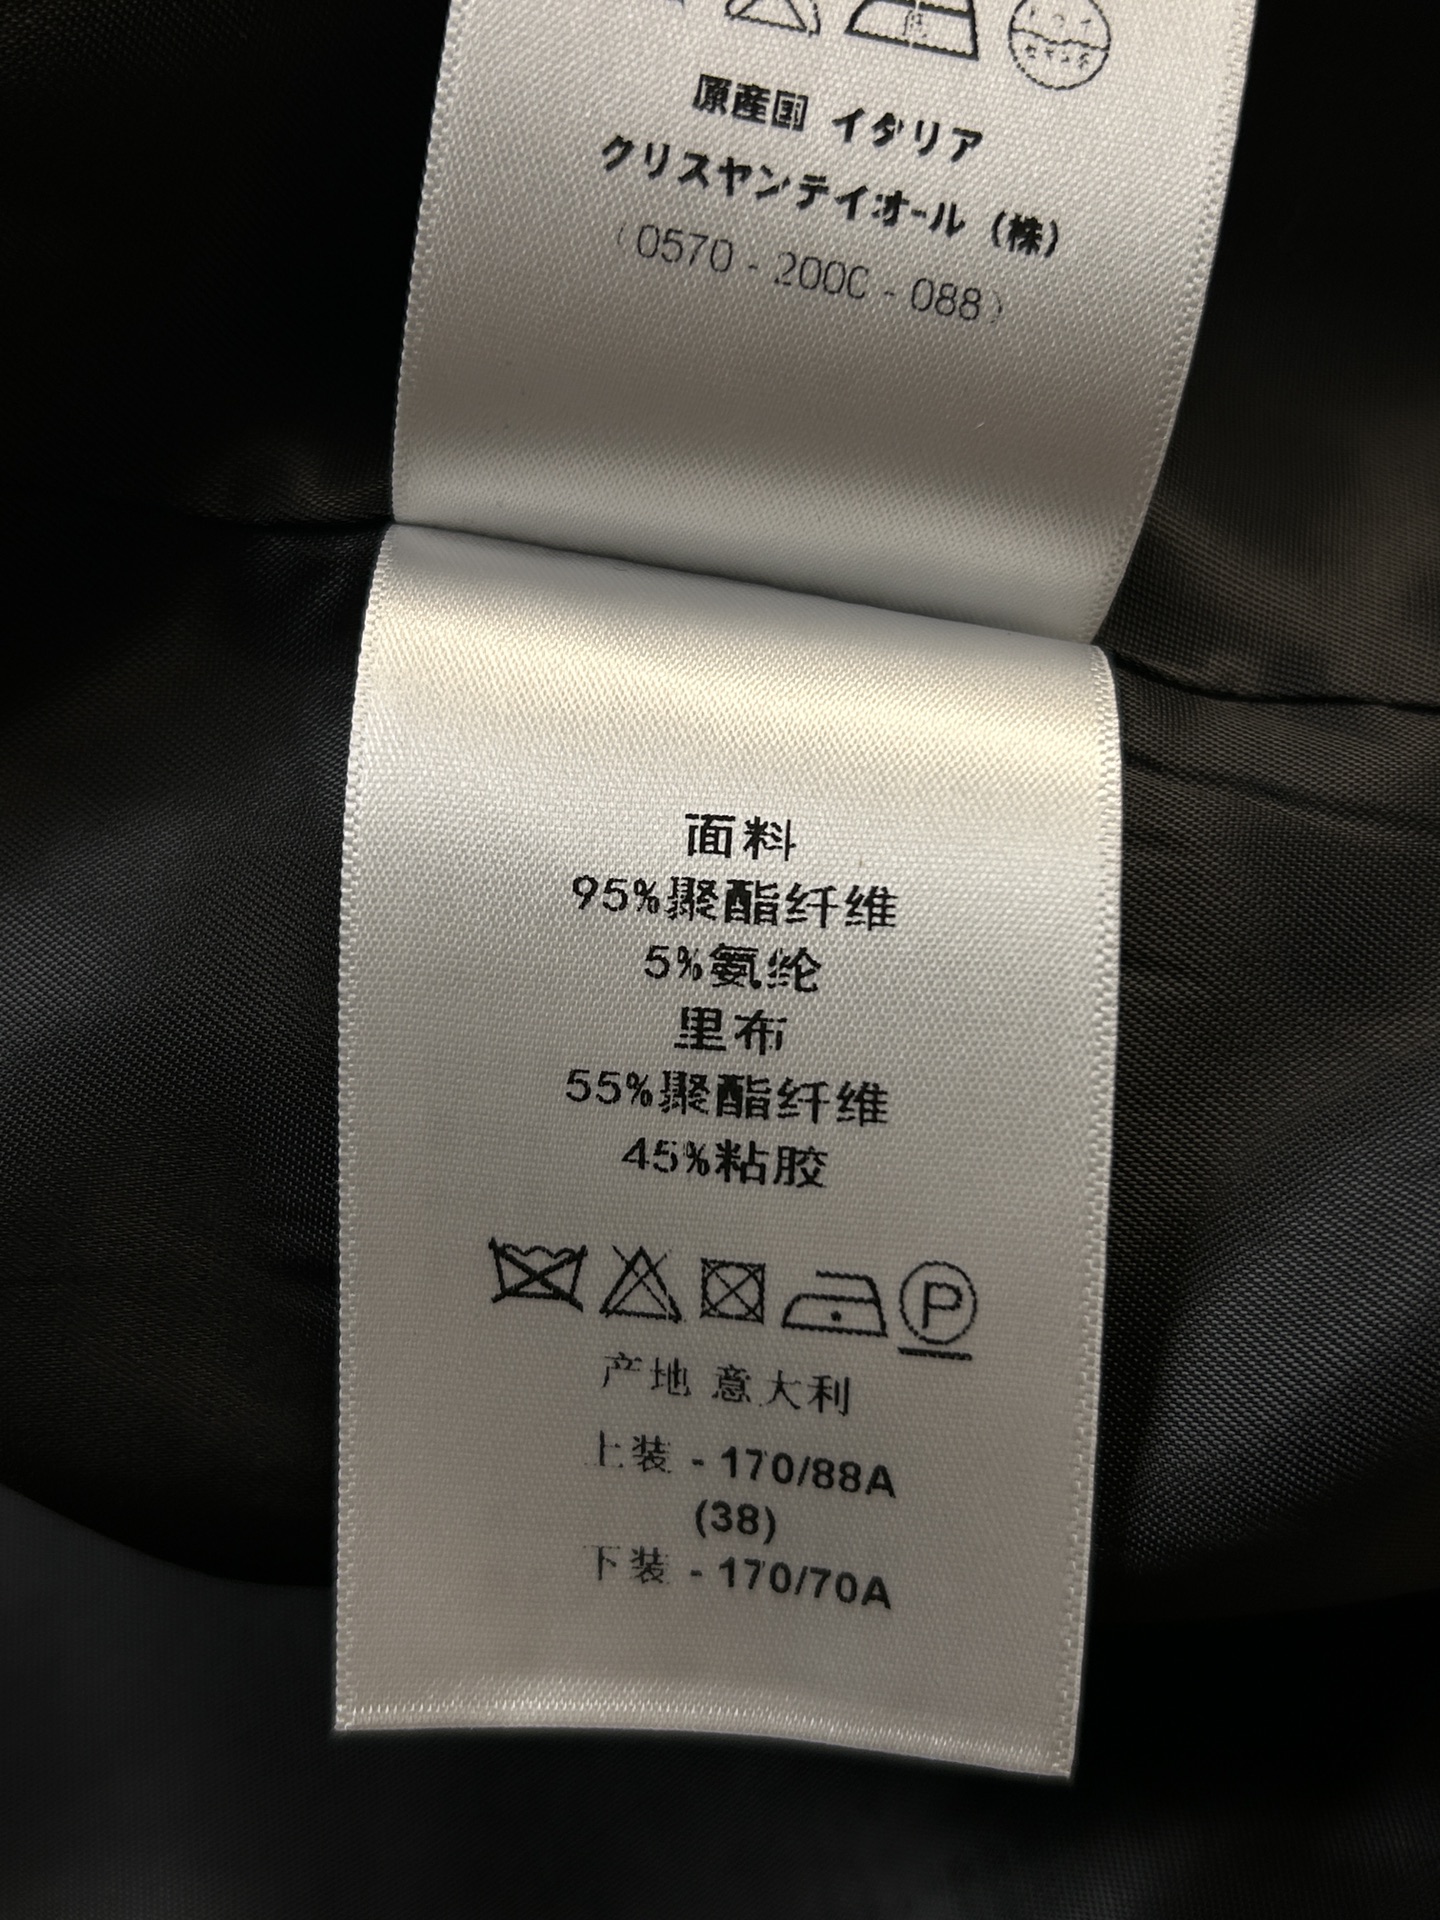 原産国 イタリア
クリスヤンデイオール (株)
(0570 - 200C - 088)
面料
95%聚酯纤维
5%氨纶
里布
55%聚酯纤维
45%粘胶
P
产地 意大利
上装 - 170/88A
(38)
下装 - 170/70A